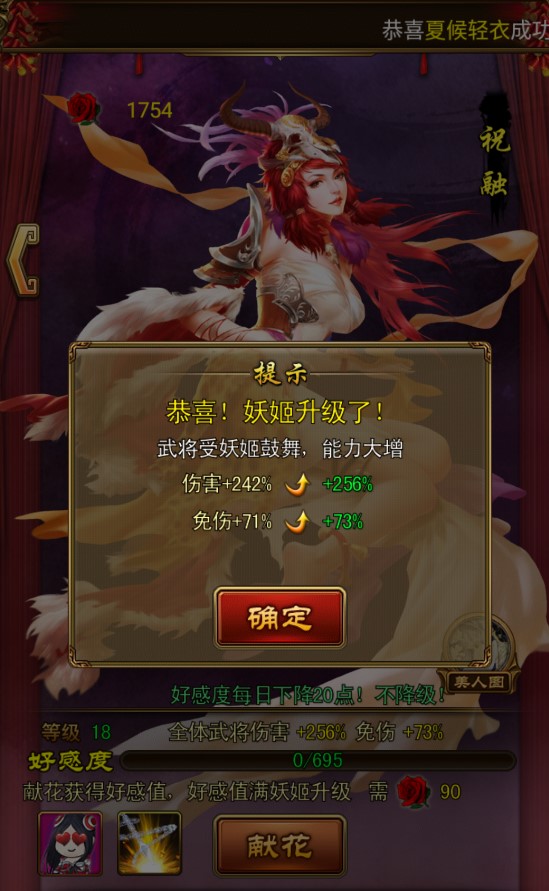 恭喜夏候轻衣成功
1754
祝融
提示
恭喜！妖姬升级了！
武将受妖姬鼓舞，能力大增
伤害+242% +256%
免伤+71% +73%
确定
美人图
好感度每日下降20点！不降级！
等级 18 全体武将伤害 +256% 免伤 +73%
好感度 0/695
献花获得好感值，好感值满妖姬升级 需 90
献花